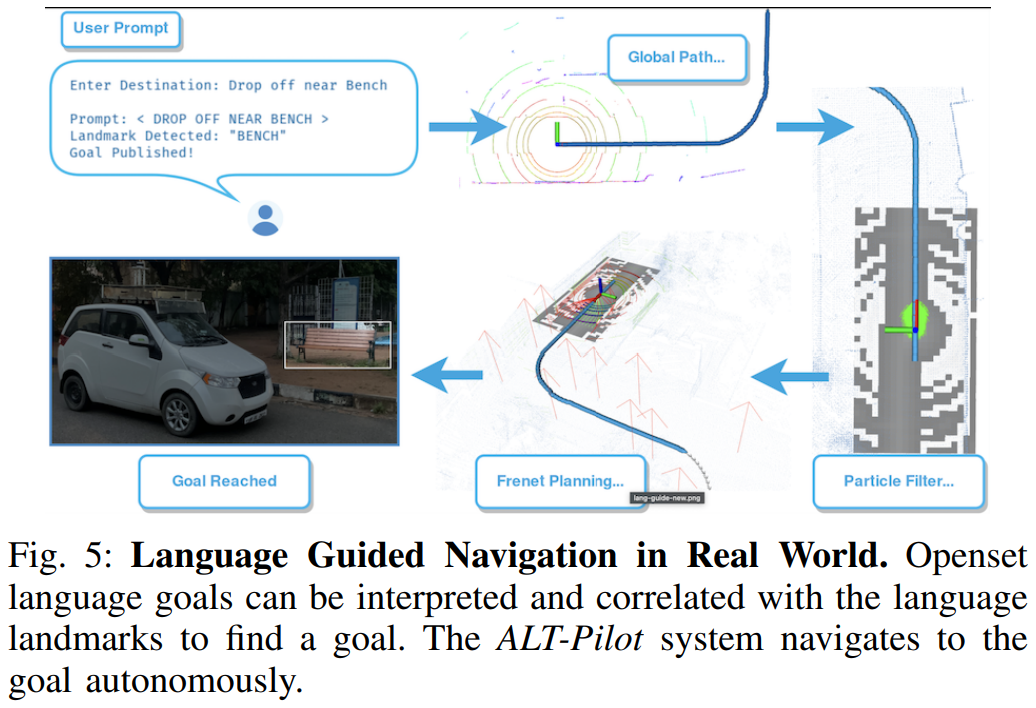 User Prompt
Enter Destination: Drop off near Bench
Prompt: < DROP OFF NEAR BENCH >
Landmark Detected: "BENCH"
Goal Published!
Global Path...
Goal Reached
Frenet Planning...
lang-guide-new.png
Particle Filter...
Fig. 5: Language Guided Navigation in Real World. Openset
language goals can be interpreted and correlated with the language
landmarks to find a goal. The ALT-Pilot system navigates to the
goal autonomously.